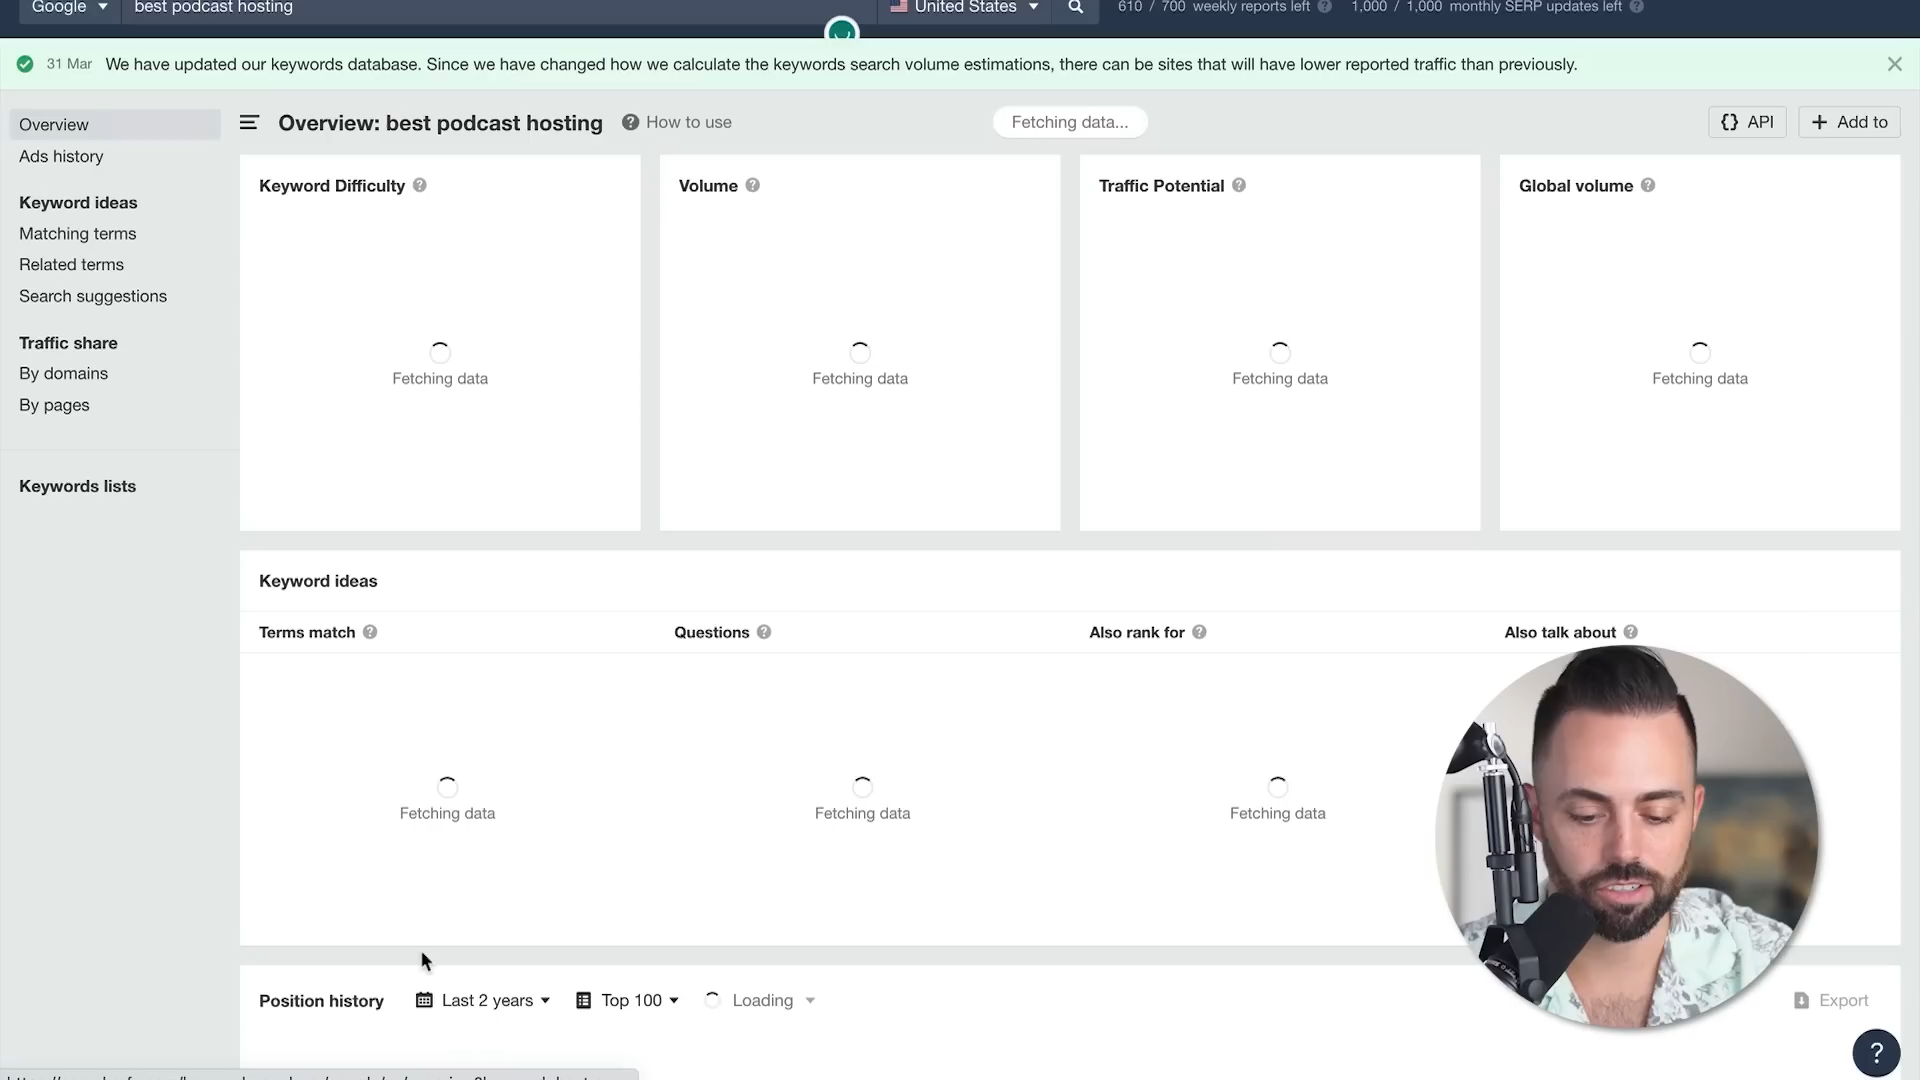 Google best podcast hosting United States 610 / 700 weekly reports left 1,000 / 1,000 monthly SERP updates left
31 Mar We have updated our keywords database. Since we have changed how we calculate the keywords search volume estimations, there can be sites that will have lower reported traffic than previously.
Overview
Ads history
Keyword ideas
Matching terms
Related terms
Search suggestions
Traffic share
By domains
By pages
Keywords lists
Overview: best podcast hosting How to use Fetching data... {} API + Add to
Keyword Difficulty Volume Traffic Potential Global volume
Fetching data Fetching data Fetching data Fetching data
Keyword ideas
Terms match Questions Also rank for Also talk about
Fetching data Fetching data Fetching data
Position history Last 2 years Top 100 Loading Export
?